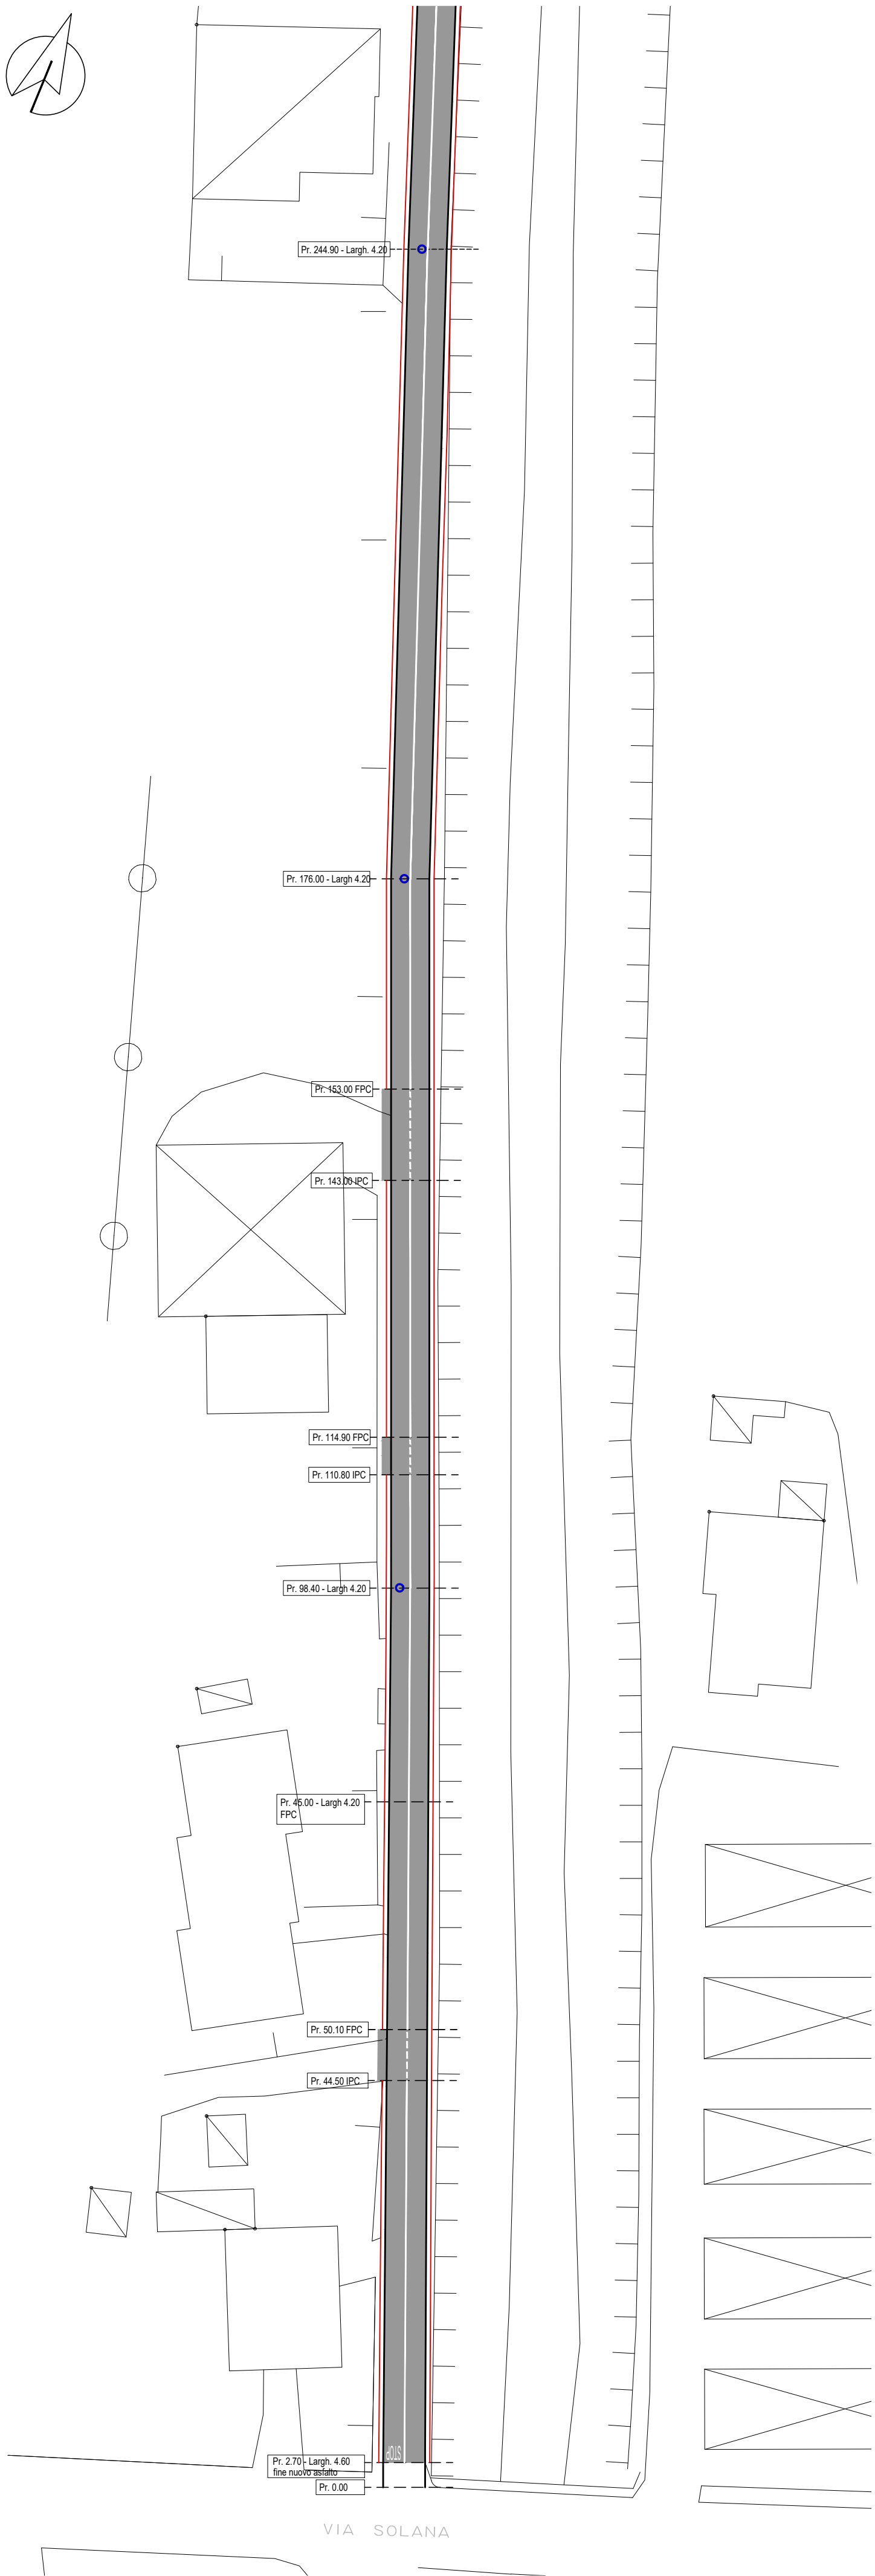 Pr. 244.90 - Largh. 4.20
Pr. 176.00 - Largh 4.20
Pr. 153.00 FPC
Pr. 143.00 IPC
Pr. 114.90 FPC
Pr. 110.80 IPC
Pr. 98.40 - Largh 4.20
Pr. 45.00 - Largh 4.20
FPC
Pr. 50.10 FPC
Pr. 44.50 IPC
STOP
Pr. 2.70 - Largh. 4.60
fine nuovo asfalto
Pr. 0.00
VIA SOLANA